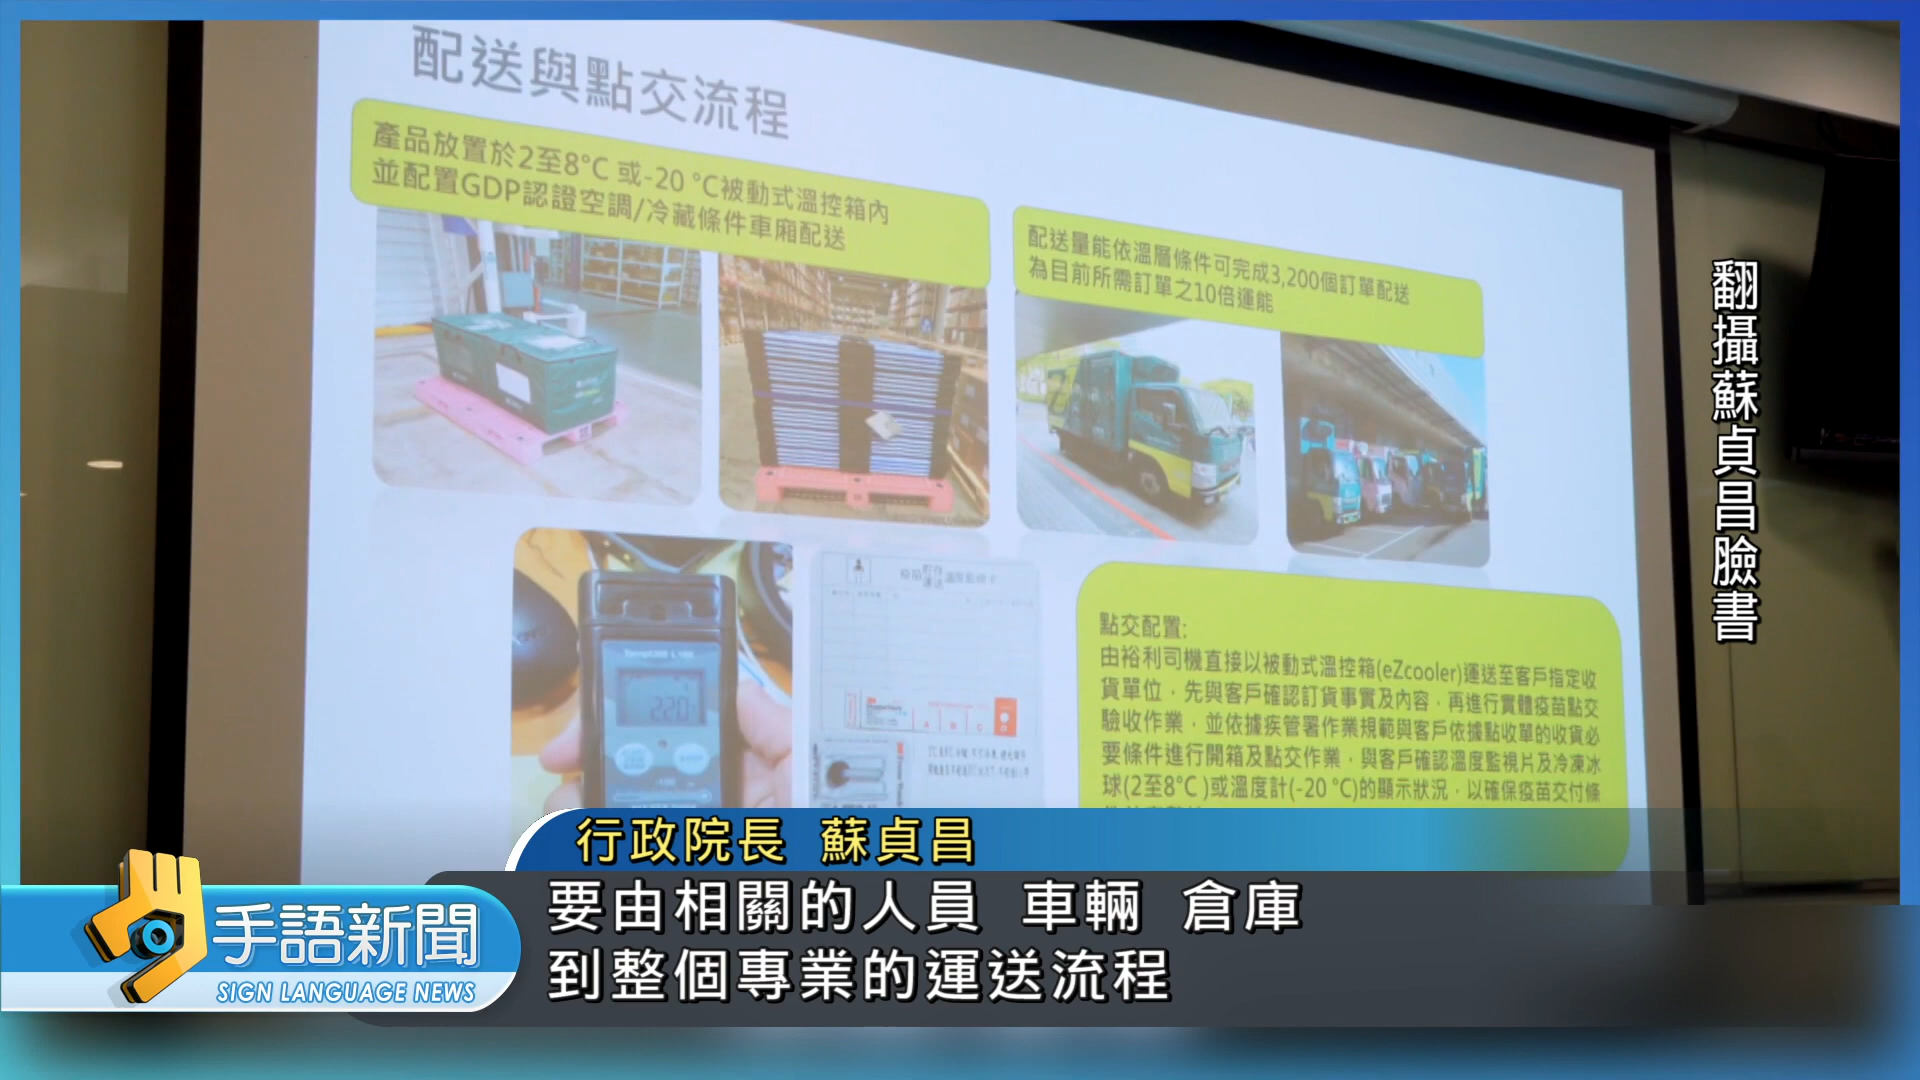 配送與點交流程
產品放置於2至8°C 或-20 °C被動式溫控箱內
並配置GDP認證空調/冷藏條件車廂配送
配送量能依溫層條件可完成3,200個訂單配送
為目前所需訂單之10倍運能
點交配置:
由裕利司機直接以被動式溫控箱(eZcooler)運送至客戶指定收
貨單位，先與客戶確認訂貨事實及內容，再進行實體疫苗點交
驗收作業，並依據疾管署作業規範與客戶依據點收單的收貨必
要條件進行開箱及點交作業，與客戶確認溫度監視片及冷凍冰
球(2至8°C )或溫度計(-20 °C)的顯示狀況，以確保疫苗交付條
翻攝蘇貞昌臉書
行政院長 蘇貞昌
要由相關的人員 車輛 倉庫
到整個專業的運送流程
手語新聞
SIGN LANGUAGE NEWS